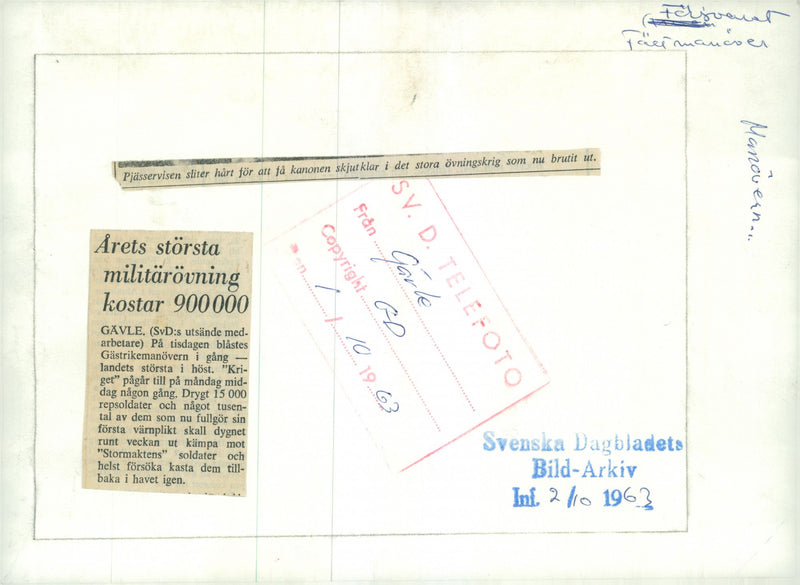 Försvaret
Fältmanöver
Manövern...
Pjässervisen sliter hårt för att få kanonen skjutklar i det stora övningskrig som nu brutit ut.
Årets största
militärövning
kostar 900 000
GÄVLE. (SvD:s utsände med-
arbetare) På tisdagen blåstes
Gästrikemanövern i gång —
landets största i höst. "Kri-
get" pågår till på måndag mid-
dag någon gång. Drygt 15 000
repsoldater och något tusen-
tal av dem som nu fullgör sin
första värnplikt skall dygnet
runt veckan ut kämpa mot
"Stormaktens" soldater och
helst försöka kasta dem till-
baka i havet igen.
SV. D. TELEFOTO
Från Gävle
Copyright GD
en 1 / 10 1963
Svenska Dagbladets
Bild-Arkiv
Inf. 2/10 1963